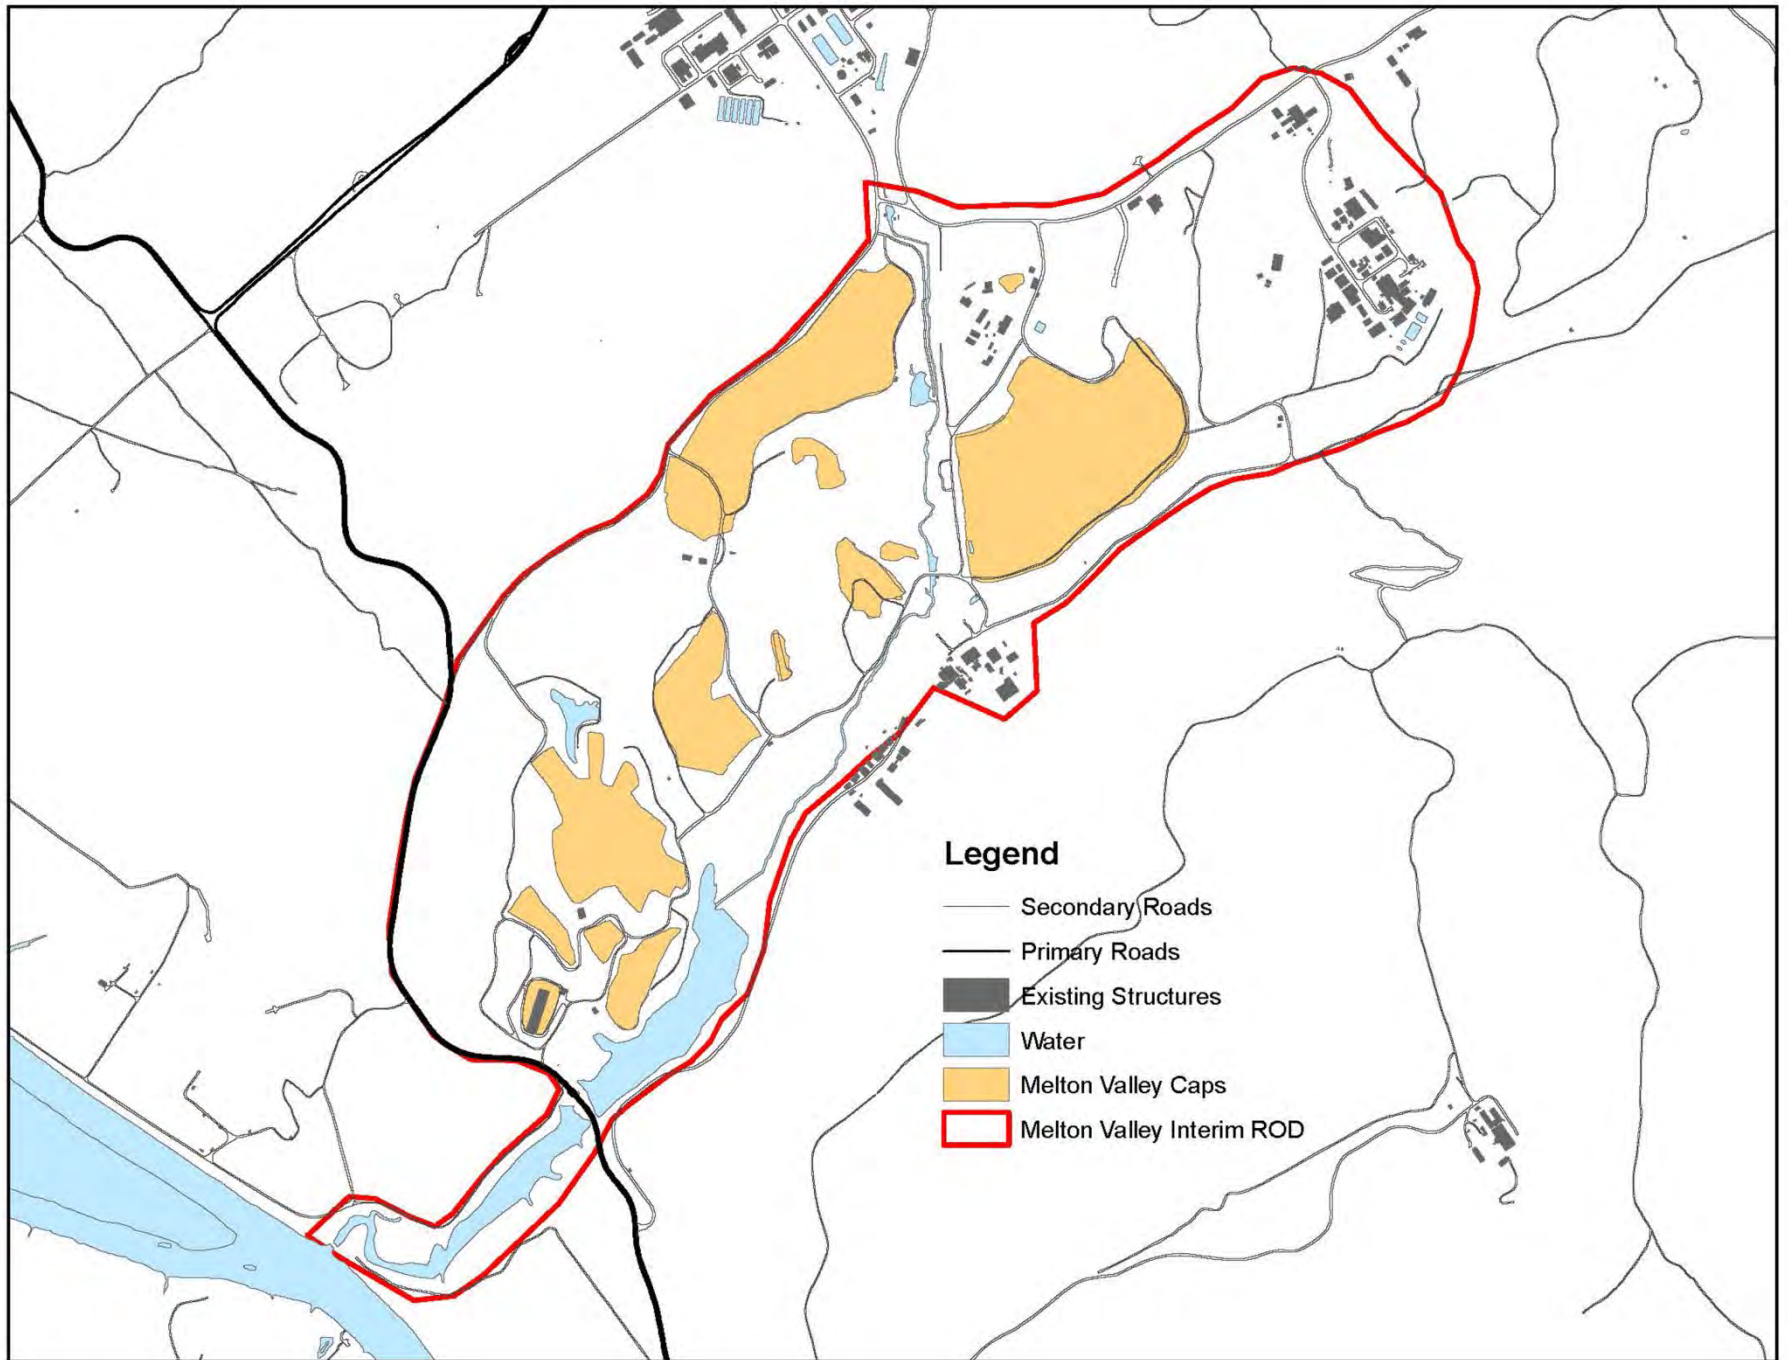 Legend
Secondary Roads
Primary Roads
Existing Structures
Water
Melton Valley Caps
Melton Valley Interim ROD